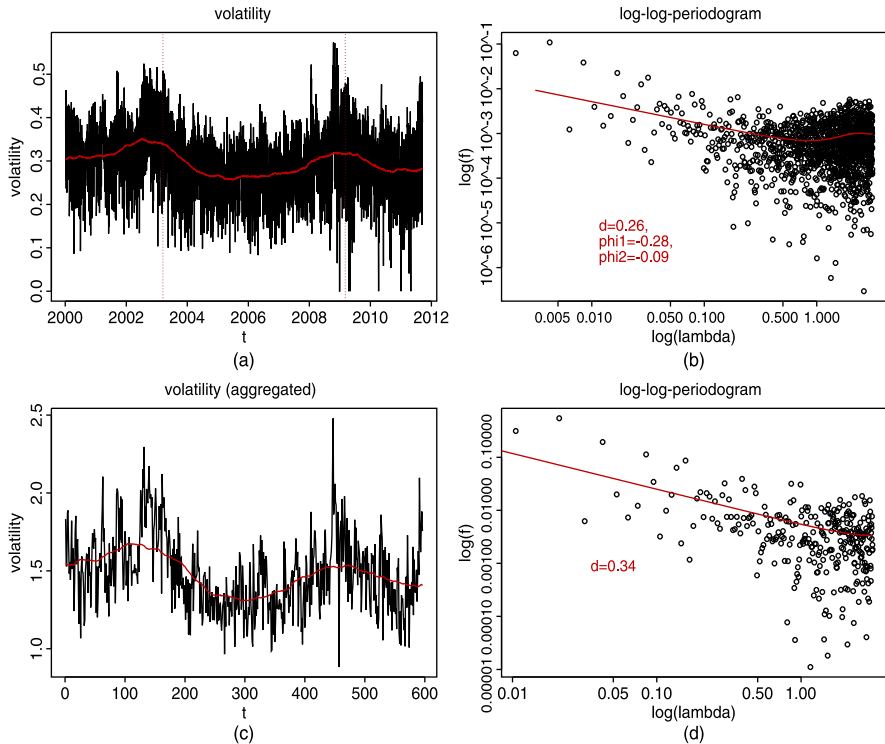 volatility
volatility
0.0 0.1 0.2 0.3 0.4 0.5
2000 2002 2004 2006 2008 2010 2012
t
(a)
log-log-periodogram
log(f)
10^-6 10^-5 10^-4 10^-3 10^-2 10^-1
d=0.26,
phi1=-0.28,
phi2=-0.09
0.005 0.010 0.050 0.100 0.500 1.000
log(lambda)
(b)
volatility (aggregated)
volatility
1.0 1.5 2.0 2.5
0 100 200 300 400 500 600
t
(c)
log-log-periodogram
log(f)
0.00001 0.00010 0.00100 0.01000 0.10000
d=0.34
0.01 0.05 0.10 0.50 1.00
log(lambda)
(d)